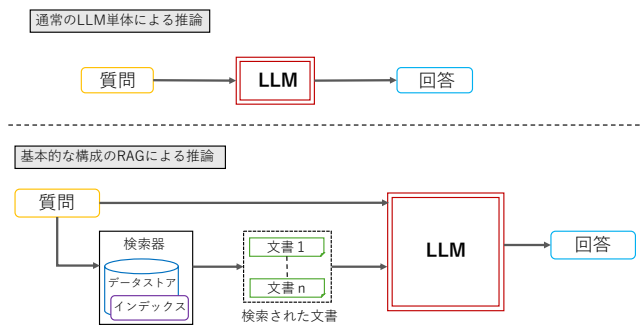 通常のLLM単体による推論
質問
LLM
回答
基本的な構成のRAGによる推論
質問
検索器
データストア
インデックス
文書1
文書n
検索された文書
LLM
回答